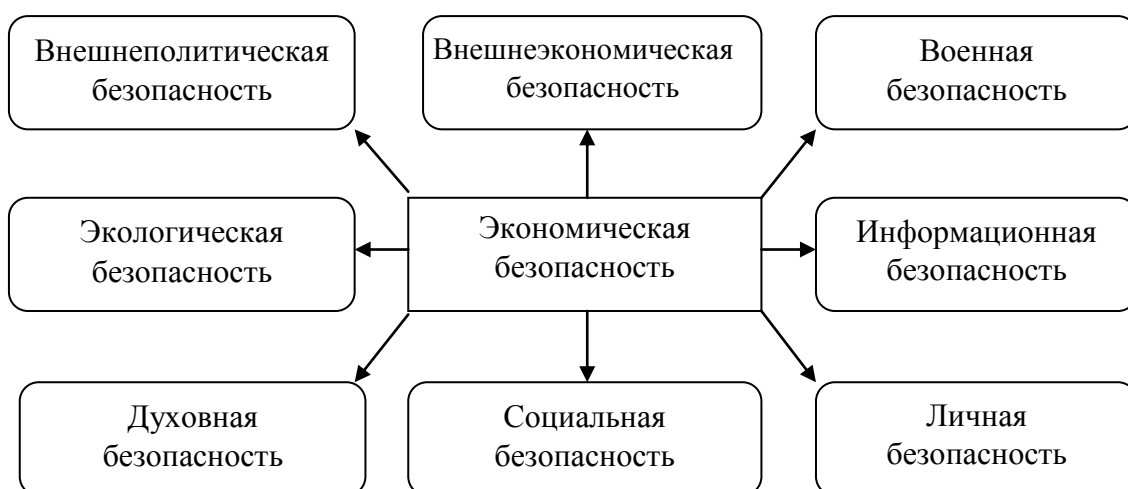 Внешнеполитическая
безопасность
Внешнеэкономическая
безопасность
Военная
безопасность
Экологическая
безопасность
Экономическая
безопасность
Информационная
безопасность
Духовная
безопасность
Социальная
безопасность
Личная
безопасность